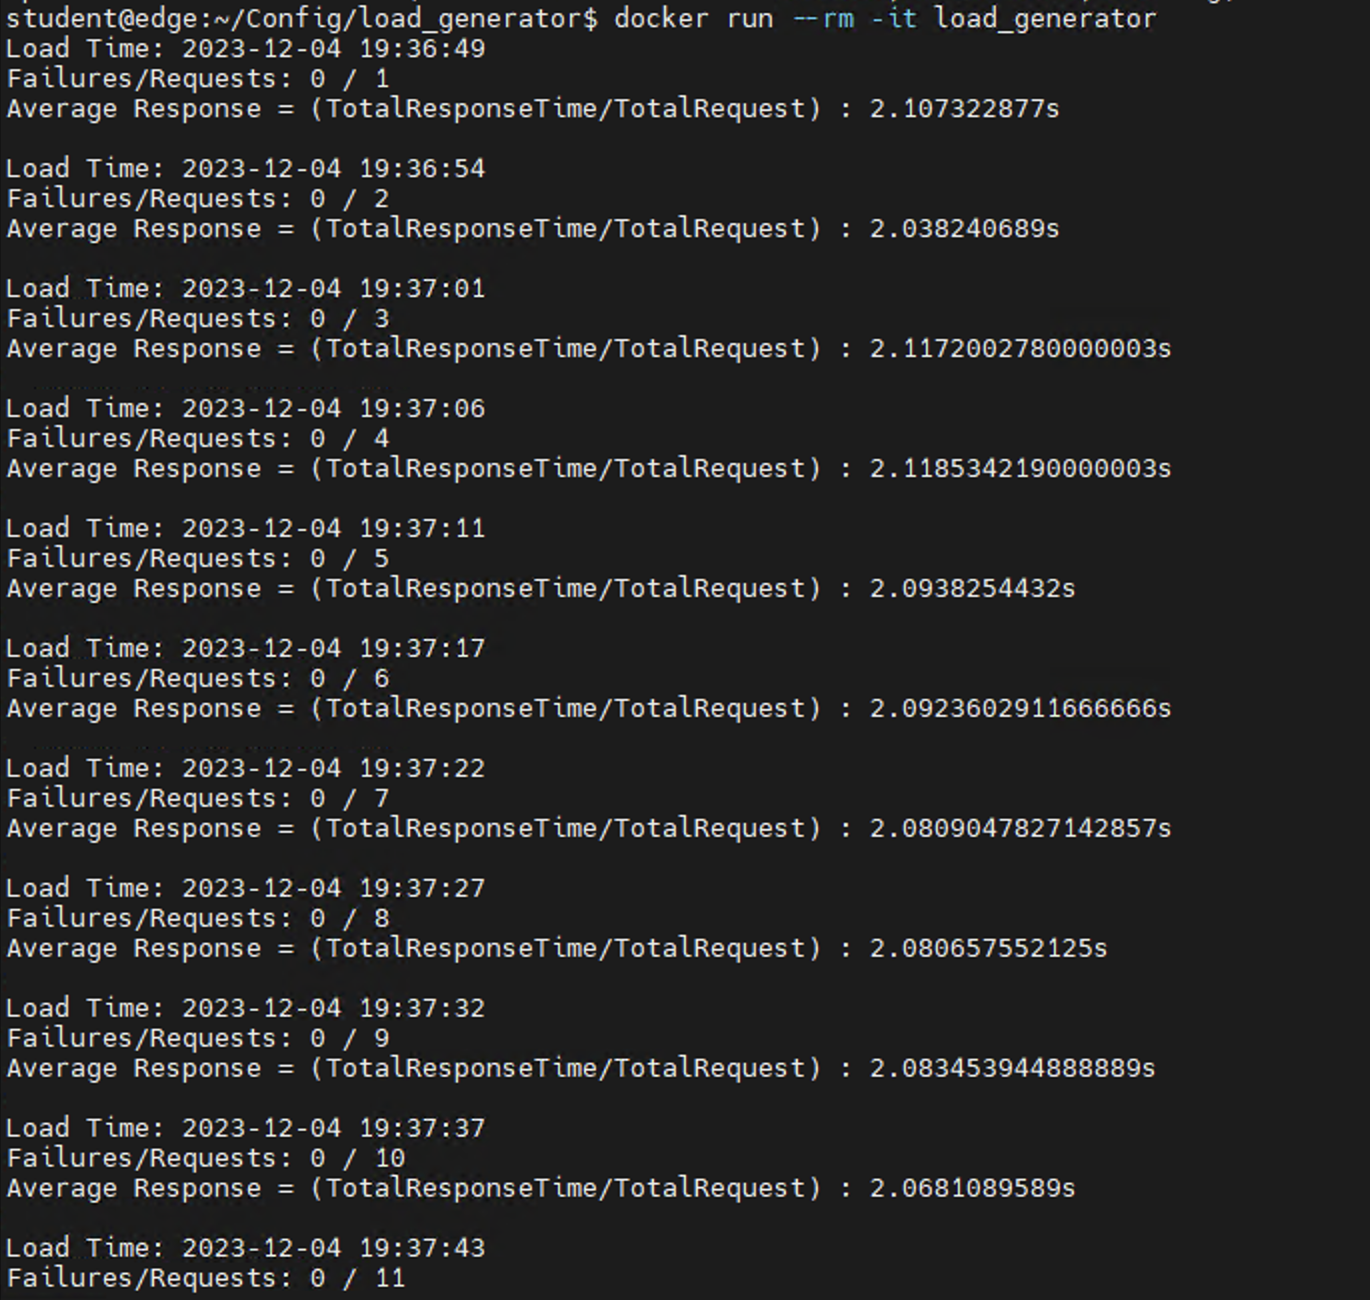 student@edge:~/Config/load_generator$ docker run --rm -it load_generator
Load Time: 2023-12-04 19:36:49
Failures/Requests: 0 / 1
Average Response = (TotalResponseTime/TotalRequest) : 2.107322877s
Load Time: 2023-12-04 19:36:54
Failures/Requests: 0 / 2
Average Response = (TotalResponseTime/TotalRequest) : 2.038240689s
Load Time: 2023-12-04 19:37:01
Failures/Requests: 0 / 3
Average Response = (TotalResponseTime/TotalRequest) : 2.1172002780000003s
Load Time: 2023-12-04 19:37:06
Failures/Requests: 0 / 4
Average Response = (TotalResponseTime/TotalRequest) : 2.1185342190000003s
Load Time: 2023-12-04 19:37:11
Failures/Requests: 0 / 5
Average Response = (TotalResponseTime/TotalRequest) : 2.0938254432s
Load Time: 2023-12-04 19:37:17
Failures/Requests: 0 / 6
Average Response = (TotalResponseTime/TotalRequest) : 2.0923602911666666s
Load Time: 2023-12-04 19:37:22
Failures/Requests: 0 / 7
Average Response = (TotalResponseTime/TotalRequest) : 2.0809047827142857s
Load Time: 2023-12-04 19:37:27
Failures/Requests: 0 / 8
Average Response = (TotalResponseTime/TotalRequest) : 2.080657552125s
Load Time: 2023-12-04 19:37:32
Failures/Requests: 0 / 9
Average Response = (TotalResponseTime/TotalRequest) : 2.083453944888889s
Load Time: 2023-12-04 19:37:37
Failures/Requests: 0 / 10
Average Response = (TotalResponseTime/TotalRequest) : 2.0681089589s
Load Time: 2023-12-04 19:37:43
Failures/Requests: 0 / 11